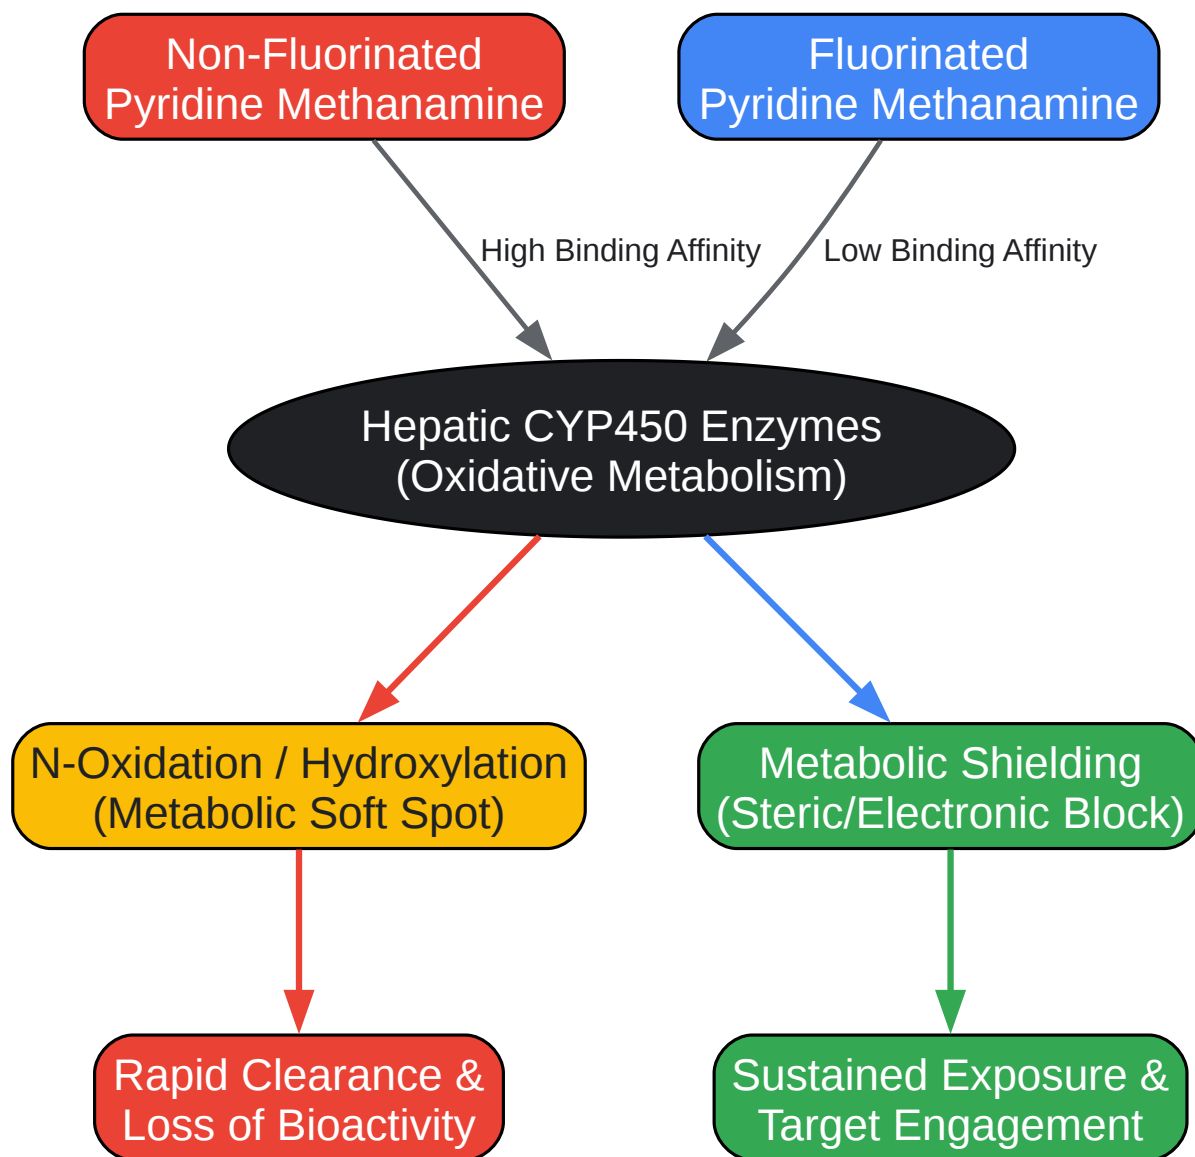 Non-Fluorinated
Pyridine Methanamine
Fluorinated
Pyridine Methanamine
High Binding Affinity
Low Binding Affinity
Hepatic CYP450 Enzymes
(Oxidative Metabolism)
N-Oxidation / Hydroxylation
(Metabolic Soft Spot)
Metabolic Shielding
(Steric/Electronic Block)
Rapid Clearance &
Loss of Bioactivity
Sustained Exposure &
Target Engagement